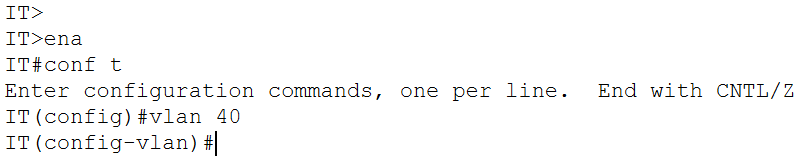 IT>
IT>ena
IT#conf t
Enter configuration commands, one per line.  End with CNTL/Z
IT(config)#vlan 40
IT(config-vlan)#